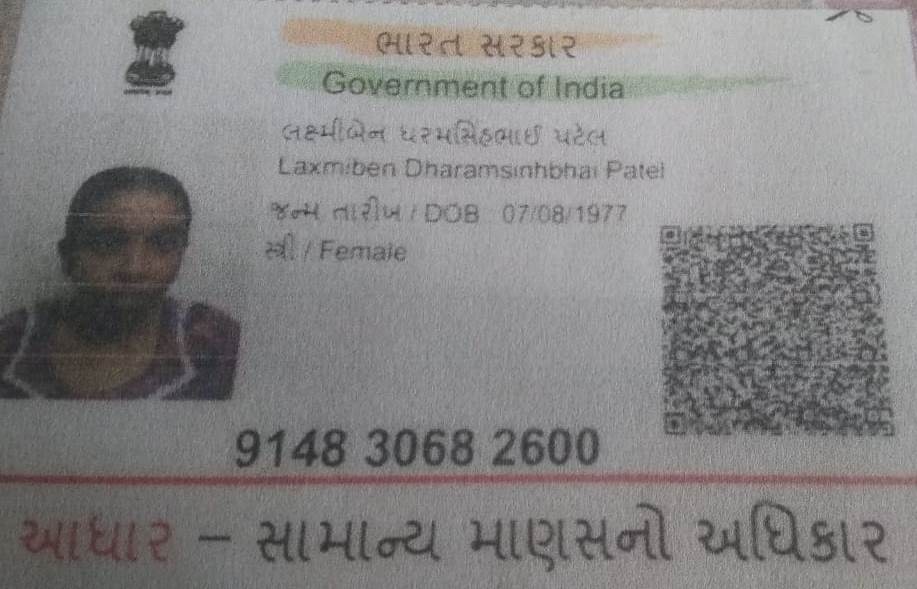 ભારત સરકાર
Government of India
લક્ષ્મીબેન ધરમસિંહભાઈ પટેલ
Laxmiben Dharamsinhbhai Patel
જન્મ તારીખ / DOB 07/08/1977
સ્ત્રી / Female
9148 3068 2600
આધાર – સામાન્ય માણસનો અધિકાર